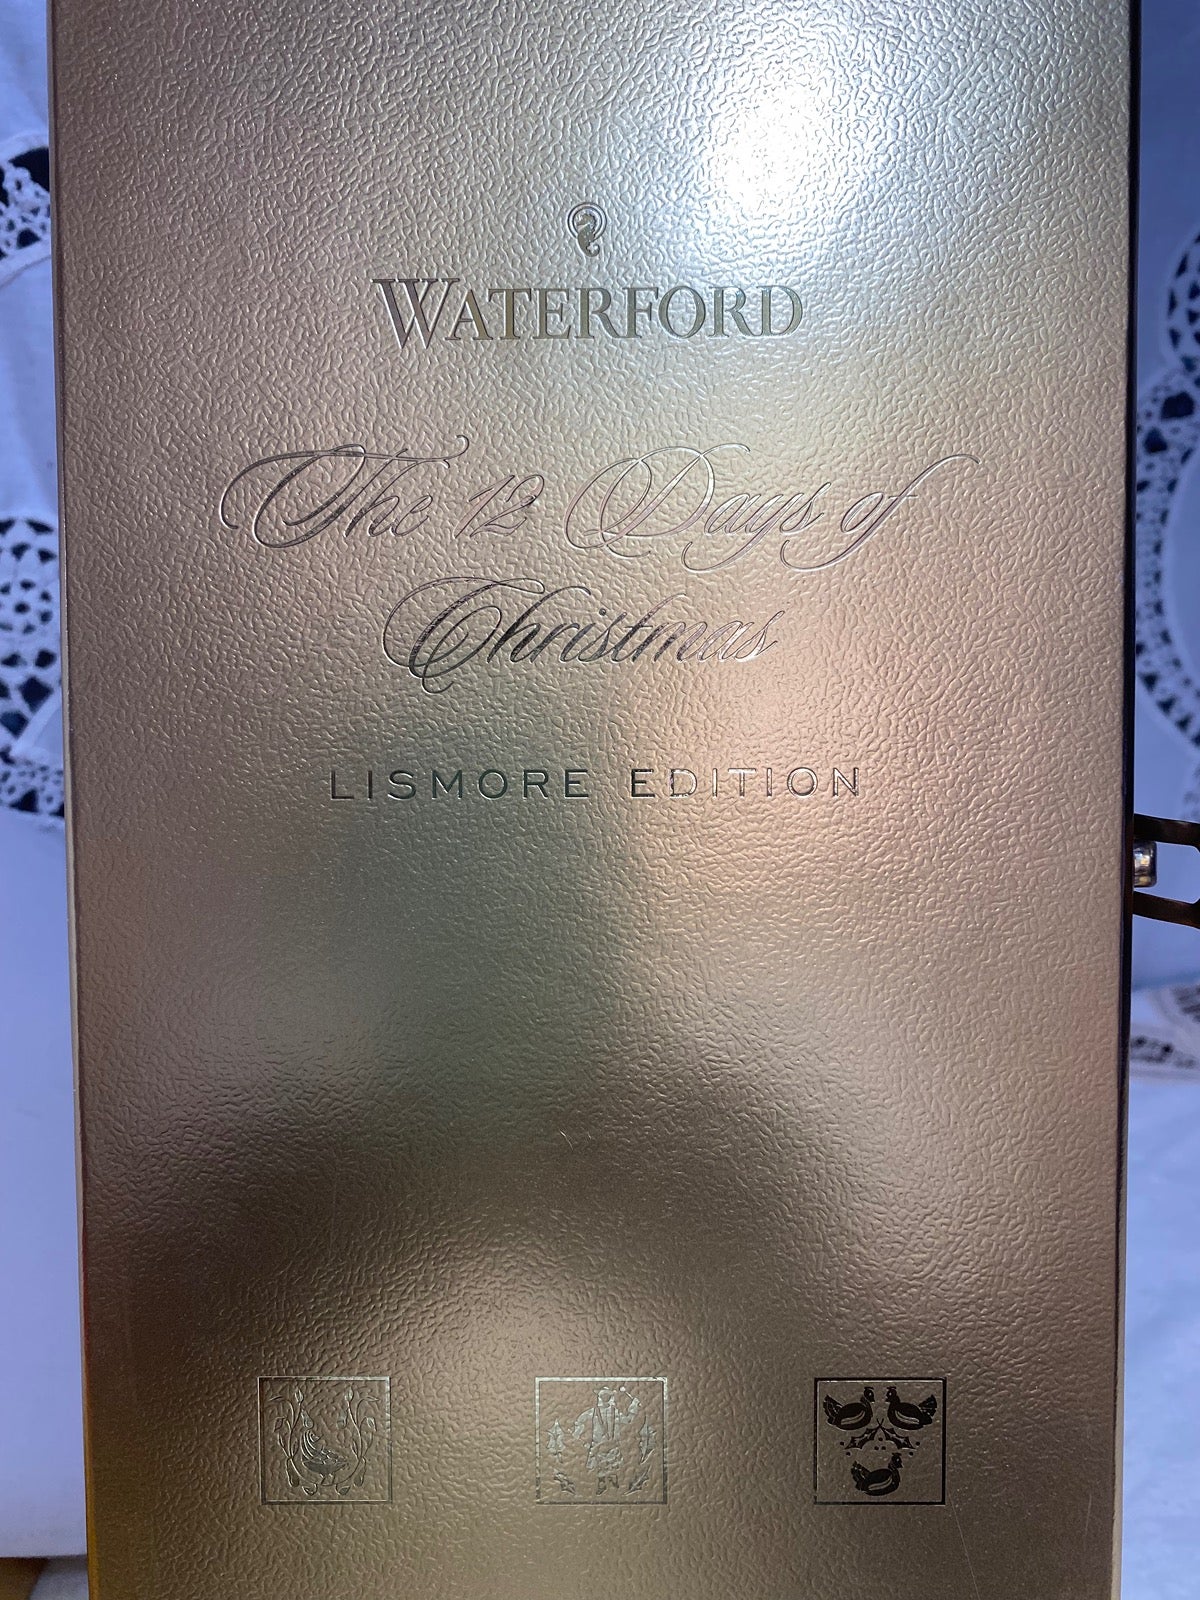 WATERFORD
The 12 Days of
Christmas
LISMORE EDITION